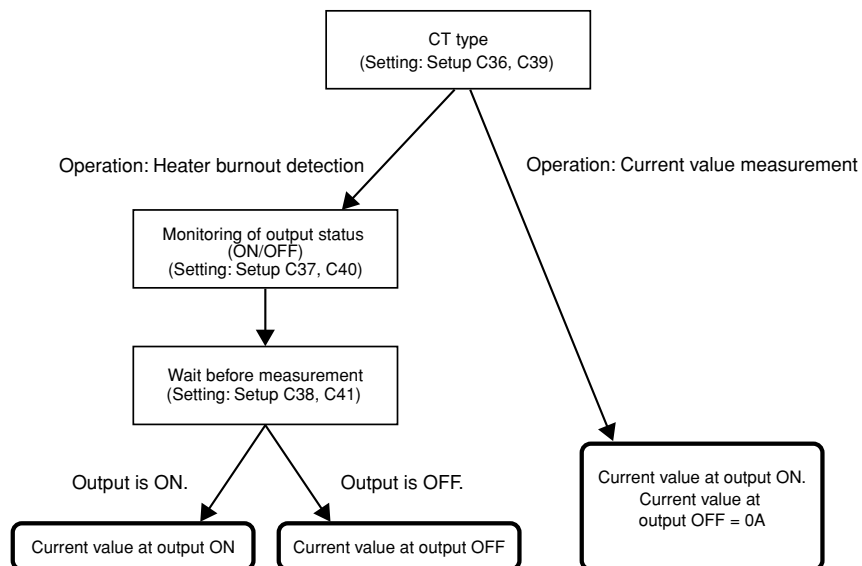 CT type
(Setting: Setup C36, C39)
Operation: Heater burnout detection
Operation: Current value measurement
Monitoring of output status
(ON/OFF)
(Setting: Setup C37, C40)
Wait before measurement
(Setting: Setup C38, C41)
Output is ON.
Output is OFF.
Current value at output ON
Current value at output OFF
Current value at output ON.
Current value at
output OFF = 0A